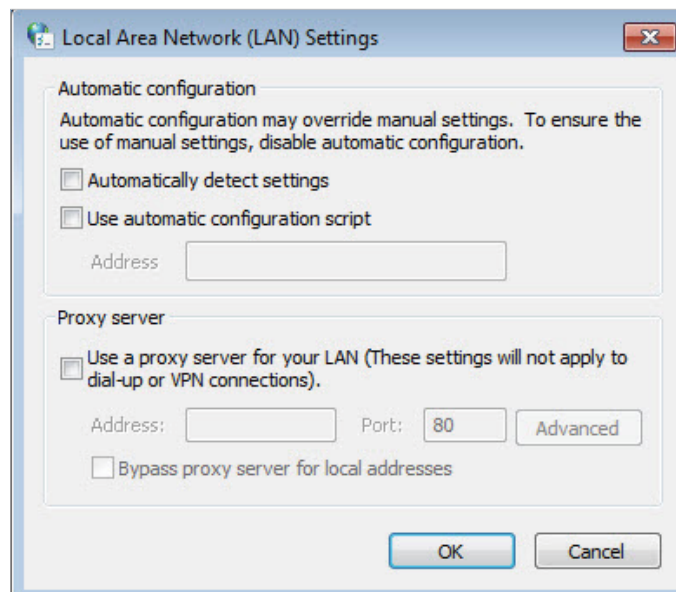 Local Area Network (LAN) Settings
Automatic configuration
Automatic configuration may override manual settings. To ensure the
use of manual settings, disable automatic configuration.
Automatically detect settings
Use automatic configuration script
Address
Proxy server
Use a proxy server for your LAN (These settings will not apply to
dial-up or VPN connections).
Address: Port: 80 Advanced
Bypass proxy server for local addresses
OK Cancel